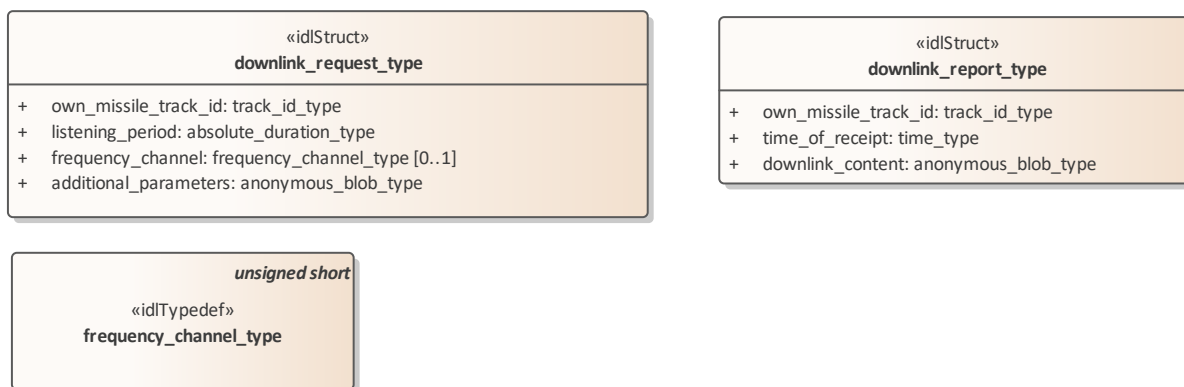 «idlStruct»
downlink_request_type
+ own_missile_track_id: track_id_type
+ listening_period: absolute_duration_type
+ frequency_channel: frequency_channel_type [0..1]
+ additional_parameters: anonymous_blob_type
«idlStruct»
downlink_report_type
+ own_missile_track_id: track_id_type
+ time_of_receipt: time_type
+ downlink_content: anonymous_blob_type
unsigned short
«idlTypedef»
frequency_channel_type